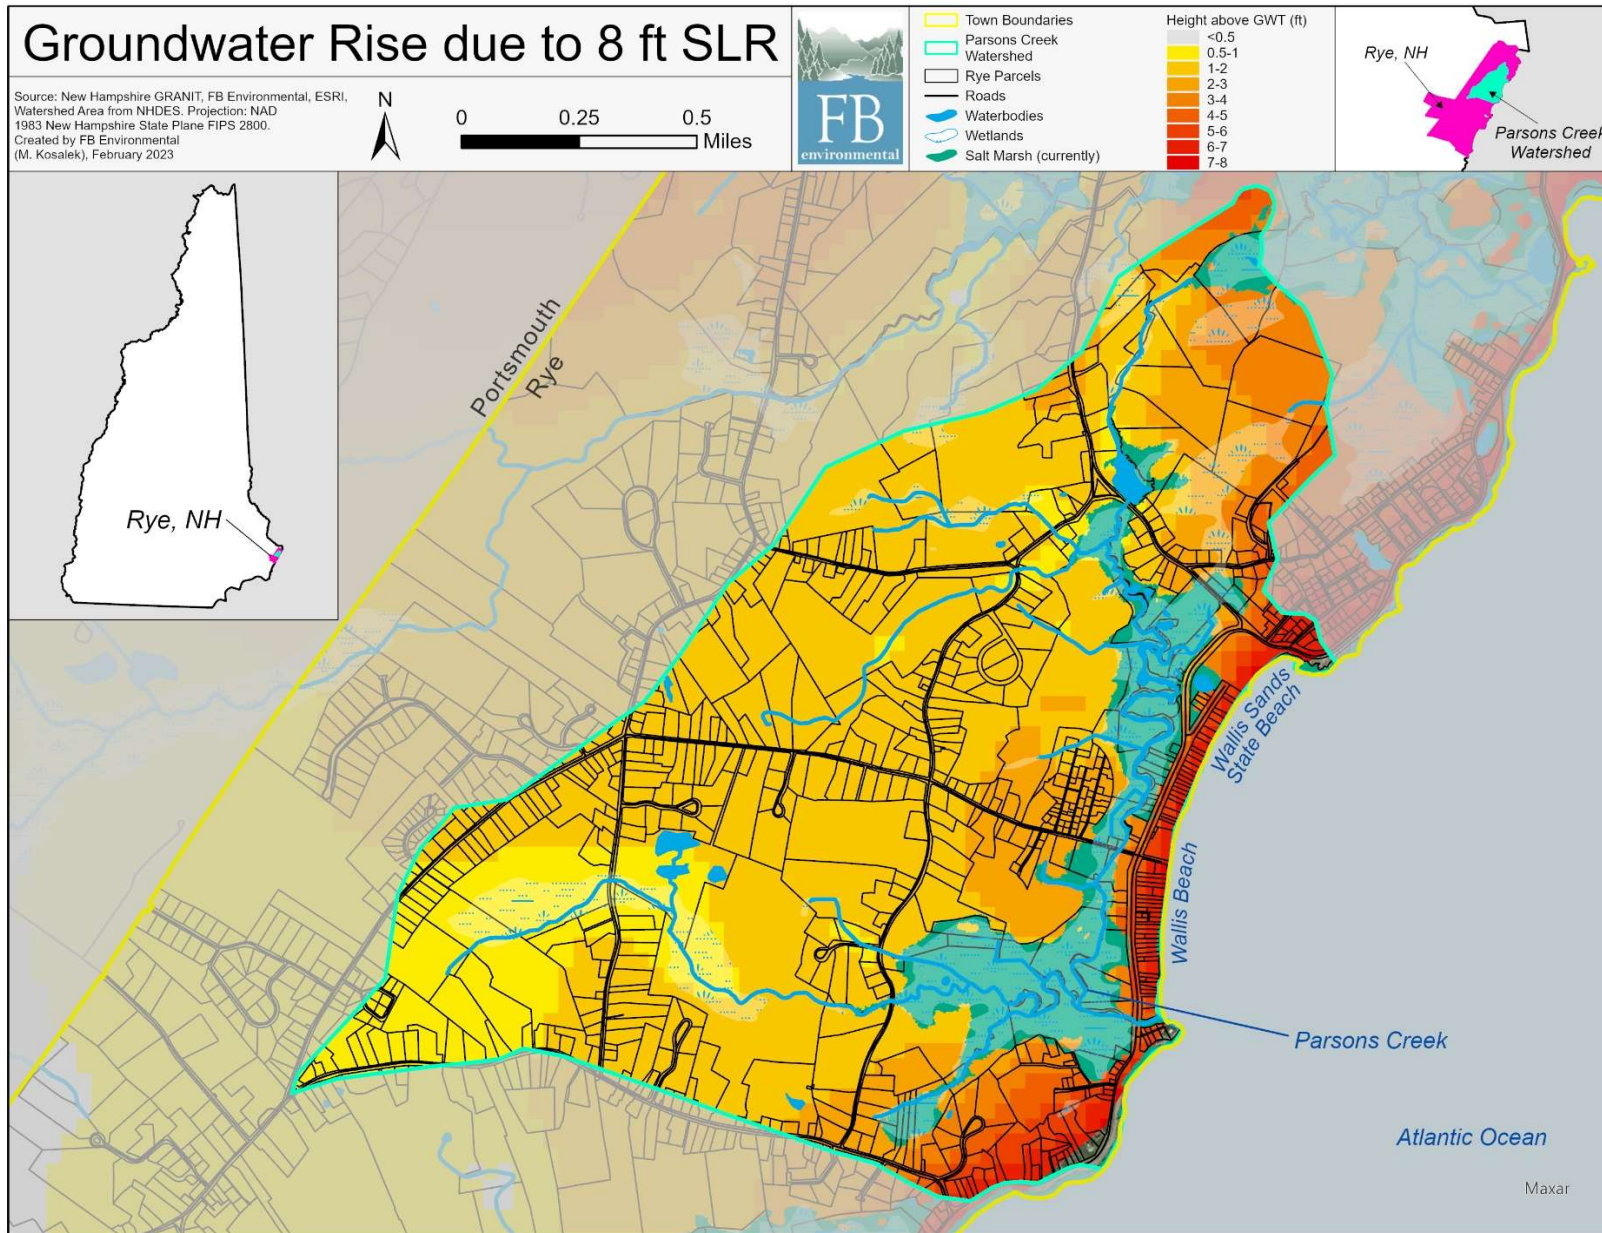 Groundwater Rise due to 8 ft SLR
Source: New Hampshire GRANIT, FB Environmental, ESRI,
Watershed Area from NHDES. Projection: NAD
1983 New Hampshire State Plane FIPS 2800.
Created by FB Environmental
(M. Kosalek), February 2023
N
0 0.25 0.5
Miles
FB
environmental
Town Boundaries
Parsons Creek
Watershed
Rye Parcels
Roads
Waterbodies
Wetlands
Salt Marsh (currently)
Height above GWT (ft)
<0.5
0.5-1
1-2
2-3
3-4
4-5
5-6
6-7
7-8
Rye, NH
Parsons Creek
Watershed
Rye, NH
Portsmouth
Rye
Wallis Sands
State Beach
Wallis Beach
Parsons Creek
Atlantic Ocean
Maxar